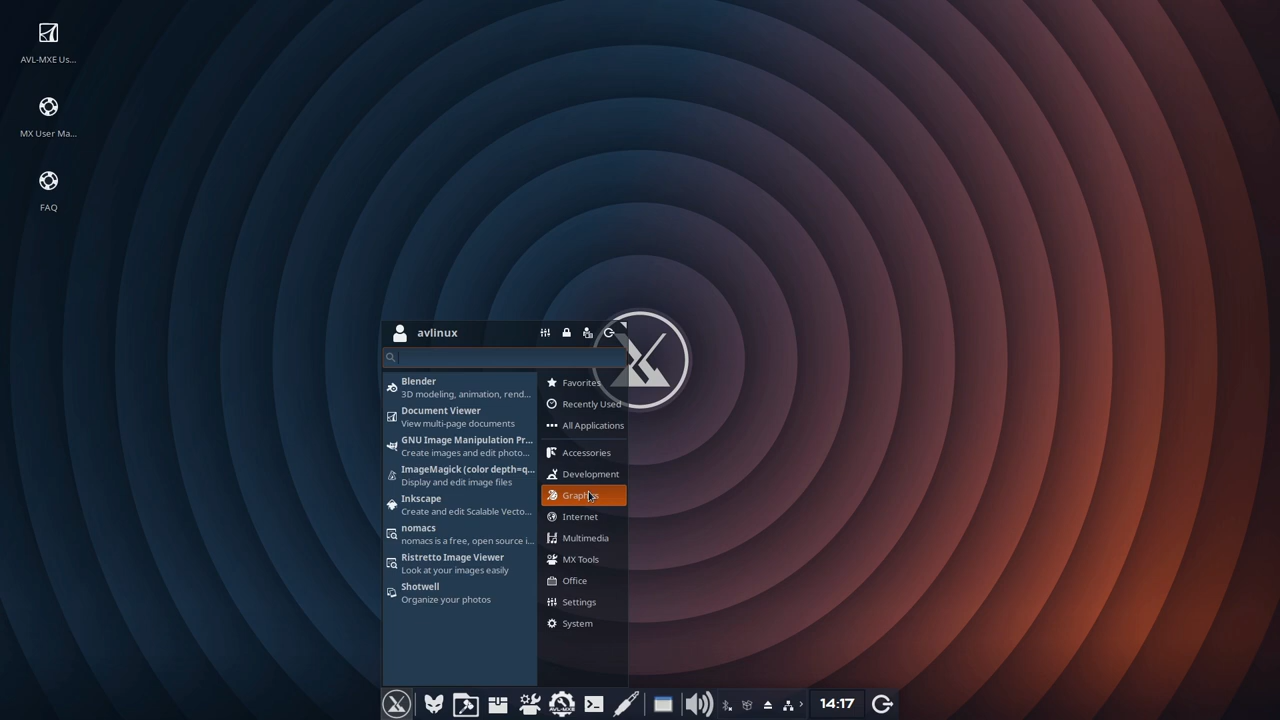 AVL-MXE Us...
MX User Ma...
FAQ
avlinux
Blender
3D modeling, animation, rend...
Document Viewer
View multi-page documents
GNU Image Manipulation Pr...
Create images and edit photo...
ImageMagick (color depth=q...
Display and edit image files
Inkscape
Create and edit Scalable Vecto...
nomacs
nomacs is a free, open source i...
Ristretto Image Viewer
Look at your images easily
Shotwell
Organize your photos
Favorites
Recently Used
All Applications
Accessories
Development
Graphics
Internet
Multimedia
MX Tools
Office
Settings
System
AVL-MXE
14:17